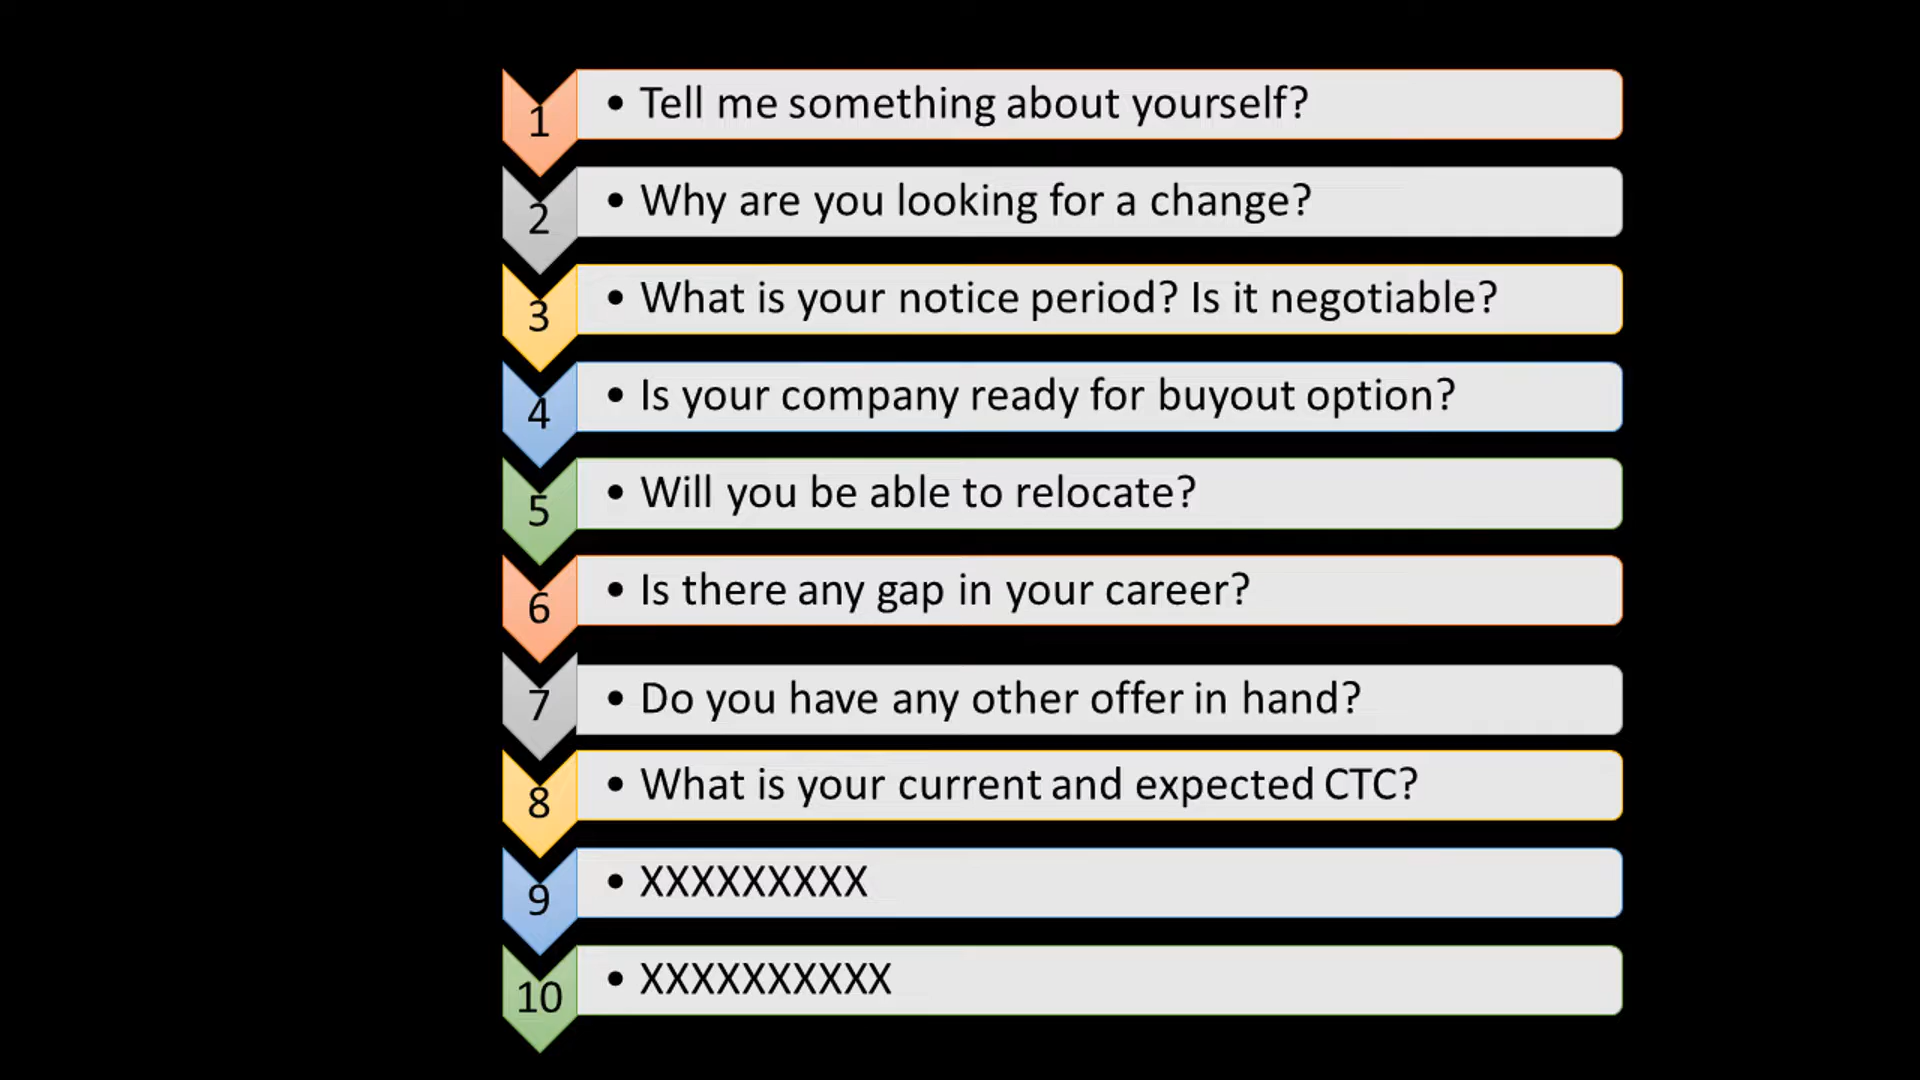 1 • Tell me something about yourself?
2 • Why are you looking for a change?
3 • What is your notice period? Is it negotiable?
4 • Is your company ready for buyout option?
5 • Will you be able to relocate?
6 • Is there any gap in your career?
7 • Do you have any other offer in hand?
8 • What is your current and expected CTC?
9 • XXXXXXXXX
10 • XXXXXXXXXX